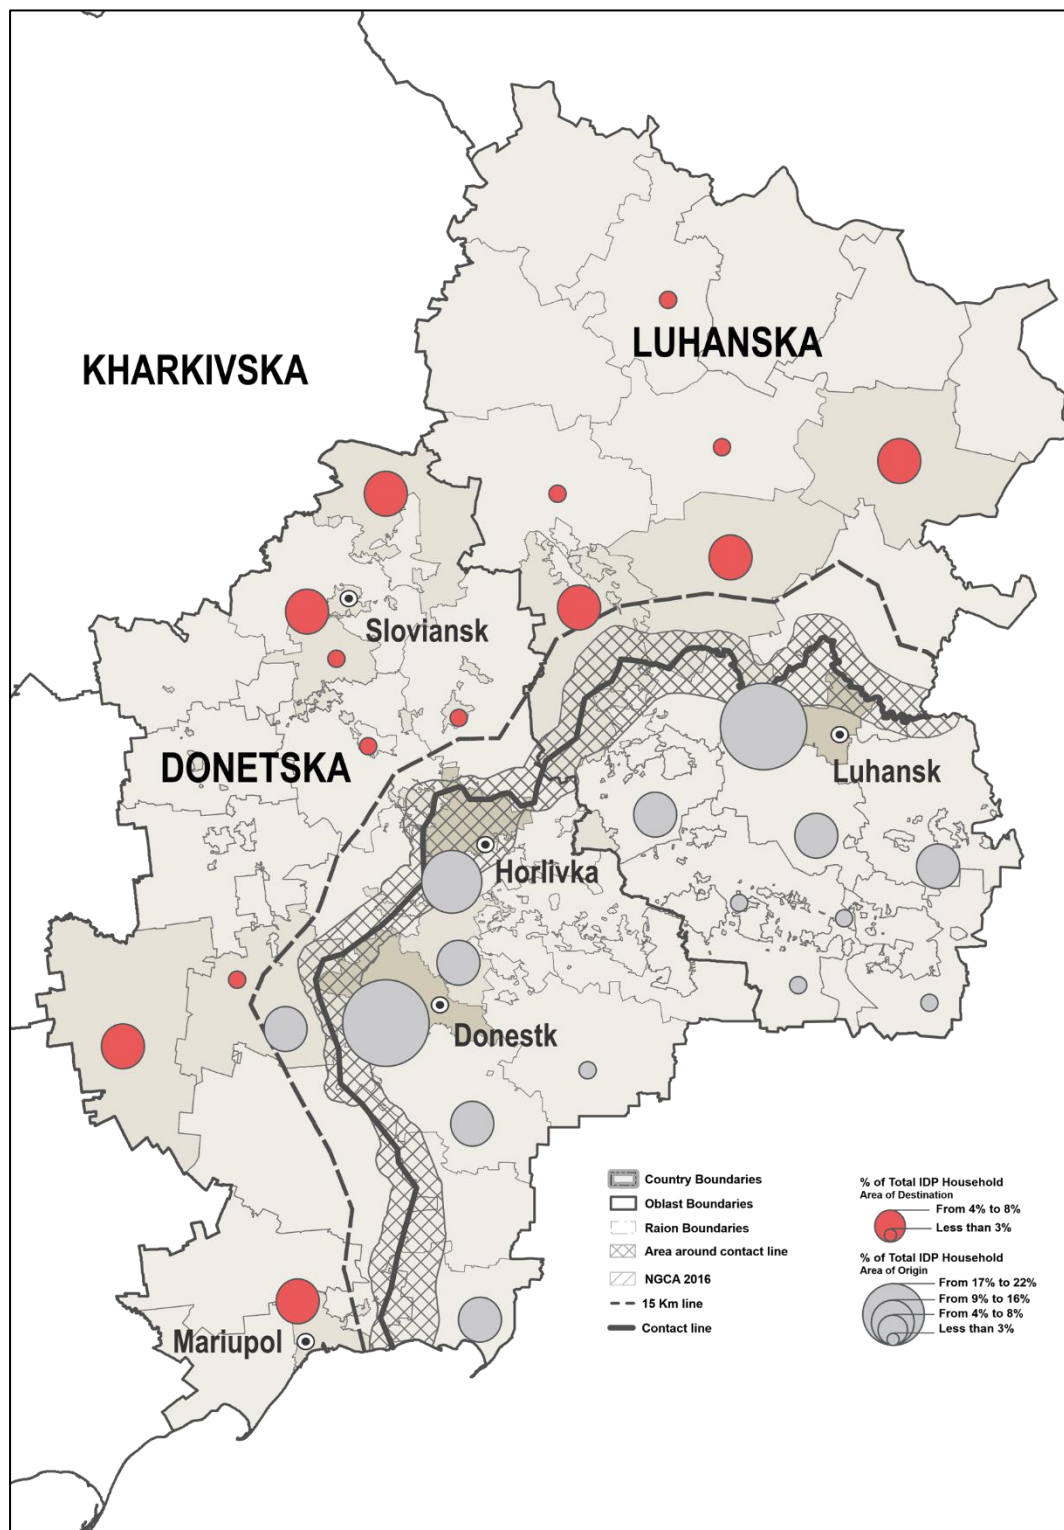 LUHANSKA
KHARKIVSKA
Sloviansk
DONETSKA
Luhansk
Horlivka
Donestk
Mariupol
Country Boundaries
Oblast Boundaries
Raion Boundaries
Area around contact line
NGCA 2016
15 Km line
Contact line
% of Total IDP Household
Area of Destination
From 4% to 8%
Less than 3%
% of Total IDP Household
Area of Origin
From 17% to 22%
From 9% to 16%
From 4% to 8%
Less than 3%